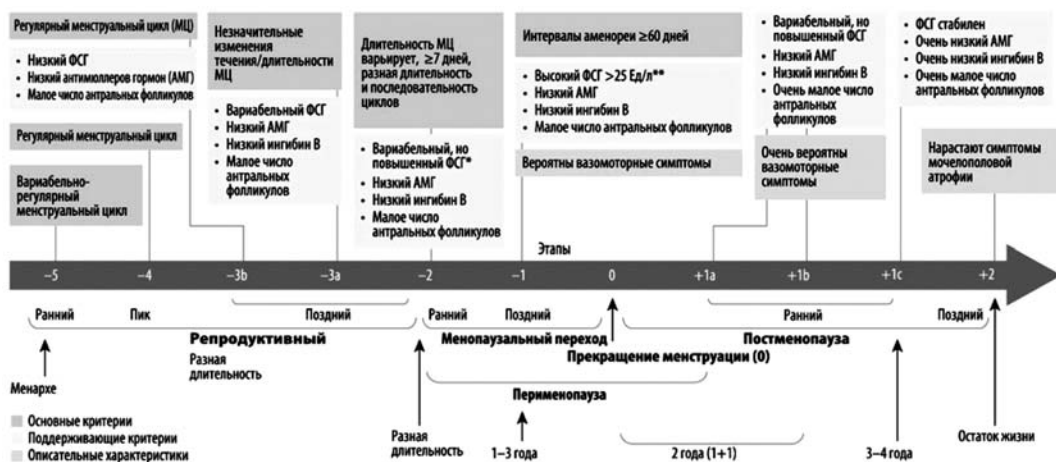 Регулярный менструальный цикл (МЦ)
• Низкий ФСГ
• Низкий антимюллеров гормон (АМГ)
• Малое число антральных фолликулов
Регулярный менструальный цикл
Вариабельно-
регулярный
менструальный цикл
Незначительные
изменения
течения/длительности
МЦ
• Вариабельный ФСГ
• Низкий АМГ
• Низкий ингибин В
• Малое число
антральных
фолликулов
Длительность МЦ
варьирует, ≥7 дней,
разная длительность
и последовательность
циклов
• Вариабельный, но
повышенный ФСГ*
• Низкий АМГ
• Низкий ингибин В
• Малое число
антральных фолликулов
Интервалы аменореи ≥60 дней
• Высокий ФСГ >25 Ед/л**
• Низкий АМГ
• Низкий ингибин В
• Малое число антральных фолликулов
Вероятны вазомоторные симптомы
• Вариабельный, но
повышенный ФСГ
• Низкий АМГ
• Низкий ингибин В
• Очень малое число
антральных фолликулов
Очень вероятны
вазомоторные
симптомы
• ФСГ стабилен
• Очень низкий АМГ
• Очень низкий ингибин В
• Очень малое число
антральных фолликулов
Нарастают симптомы
мочеполовой
атрофии
Этапы
–5 –4 –3b –3a –2 –1 0 +1a +1b +1c +2
Ранний Пик Поздний Ранний Поздний Ранний Поздний
Репродуктивный Менопаузальный переход Постменопауза
Разная
длительность
Прекращение менструации (0)
Менархе
Перименопауза
Основные критерии
Поддерживающие критерии
Описательные характеристики
Разная
длительность
1–3 года
2 года (1+1)
3–4 года
Остаток жизни